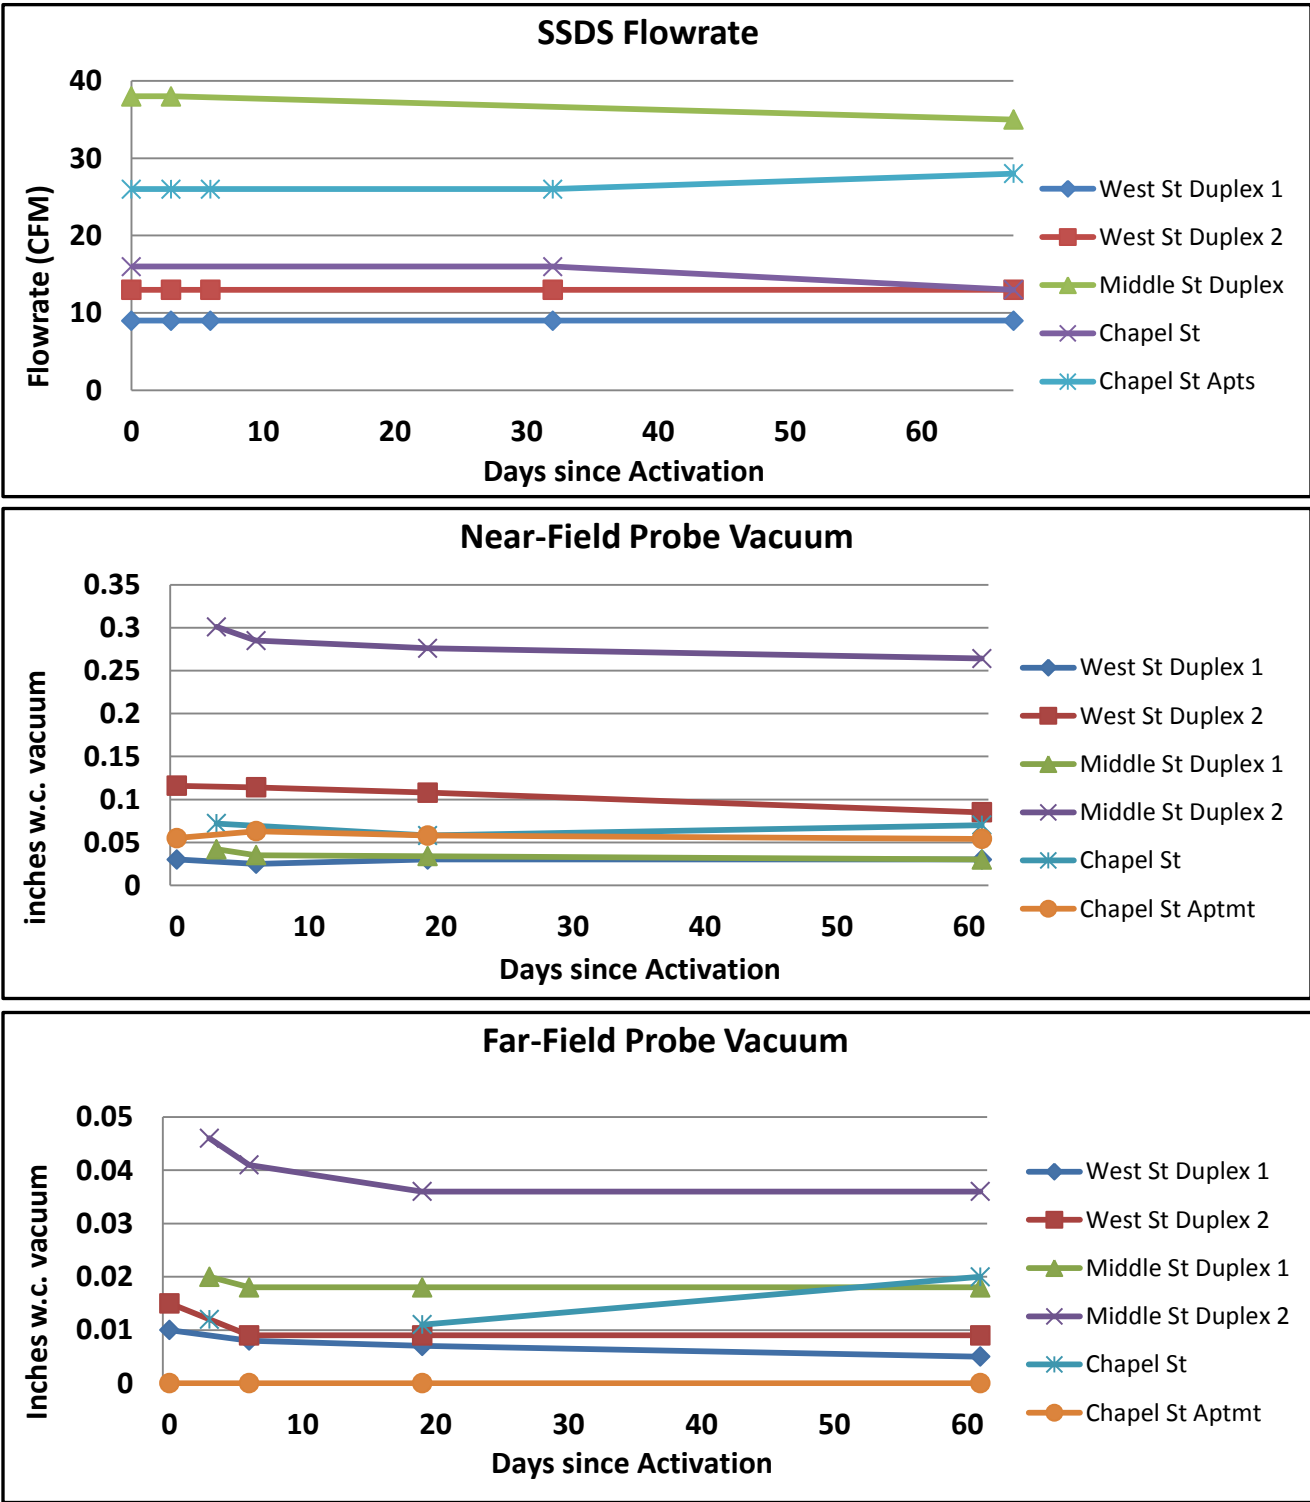 SSDS Flowrate
Flowrate (CFM)
40
30
20
10
0
0 10 20 30 40 50 60
Days since Activation
West St Duplex 1
West St Duplex 2
Middle St Duplex
Chapel St
Chapel St Apts
Near-Field Probe Vacuum
inches w.c. vacuum
0.35
0.3
0.25
0.2
0.15
0.1
0.05
0
0 10 20 30 40 50 60
Days since Activation
West St Duplex 1
West St Duplex 2
Middle St Duplex 1
Middle St Duplex 2
Chapel St
Chapel St Aptmt
Far-Field Probe Vacuum
Inches w.c. vacuum
0.05
0.04
0.03
0.02
0.01
0
0 10 20 30 40 50 60
Days since Activation
West St Duplex 1
West St Duplex 2
Middle St Duplex 1
Middle St Duplex 2
Chapel St
Chapel St Aptmt